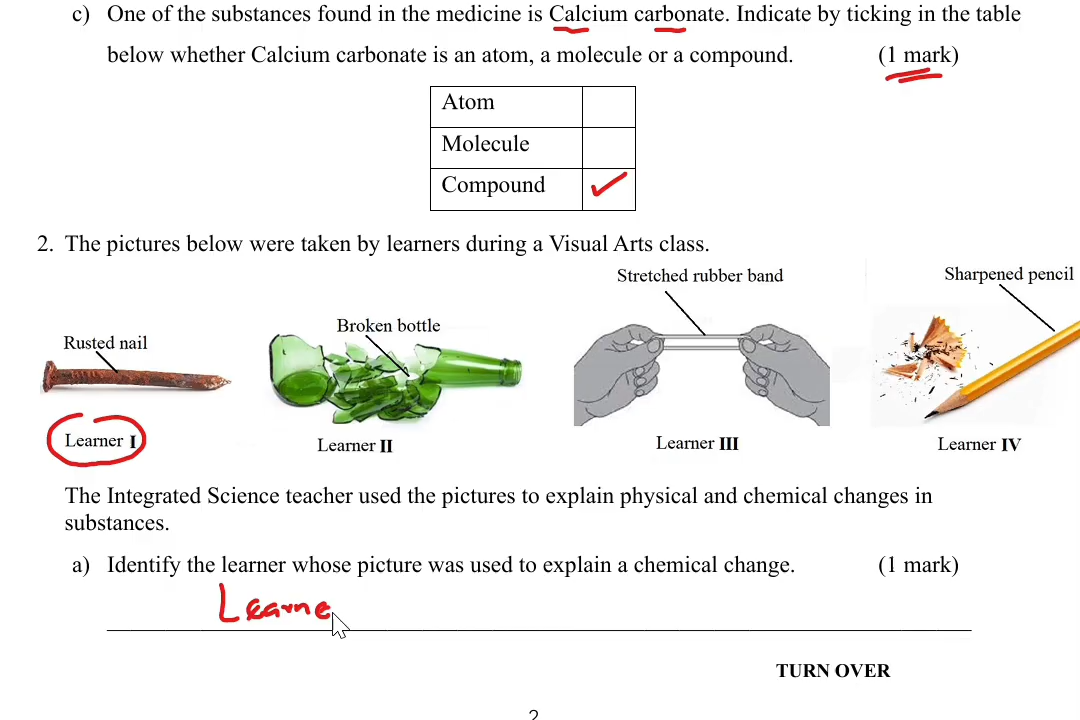 c) One of the substances found in the medicine is Calcium carbonate. Indicate by ticking in the table
below whether Calcium carbonate is an atom, a molecule or a compound. (1 mark)
Atom
Molecule
Compound
2. The pictures below were taken by learners during a Visual Arts class.
Stretched rubber band
Sharpened pencil
Broken bottle
Rusted nail
Learner I
Learner II
Learner III
Learner IV
The Integrated Science teacher used the pictures to explain physical and chemical changes in
substances.
a) Identify the learner whose picture was used to explain a chemical change. (1 mark)
Learne
TURN OVER
2